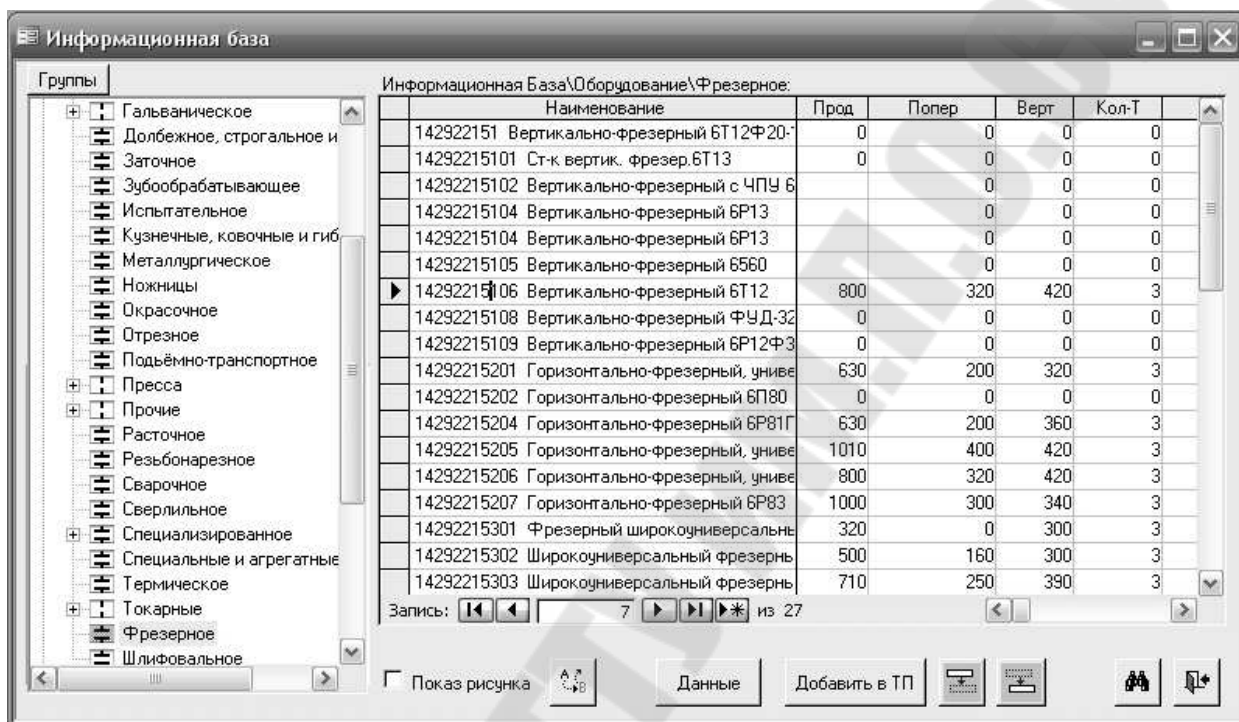 Информационная база
Группы
Гальваническое
Долбежное, строгальное и
Заточное
Зубообрабатывающее
Испытательное
Кузнечные, ковочные и гиб
Металлургическое
Ножницы
Окрасочное
Отрезное
Подьёмно-транспортное
Пресса
Прочие
Расточное
Резьбонарезное
Сварочное
Сверлильное
Специализированное
Специальные и агрегатные
Термическое
Токарные
Фрезерное
Шлифовальное
Информационная База\Оборудование\Фрезерное:
Наименование Прод Попер Верт Кол-Т
142922151 Вертикально-фрезерный 6Т12Ф20- 0 0 0 0
14292215101 Ст-к вертик. фрезер.6Т13 0 0 0 0
14292215102 Вертикально-фрезерный с ЧПУ 6 0 0 0
14292215104 Вертикально-фрезерный 6Р13 0 0 0
14292215104 Вертикально-фрезерный 6Р13 0 0 0
14292215105 Вертикально-фрезерный 6560 0 0 0
14292215106 Вертикально-фрезерный 6Т12 800 320 420 3
14292215108 Вертикально-фрезерный ФУД-32 0 0 0 0
14292215109 Вертикально-фрезерный 6Р12Ф3 0 0 0 0
14292215201 Горизонтально-фрезерный, униве 630 200 320 3
14292215202 Горизонтально-фрезерный 6П80 0 0 0 0
14292215204 Горизонтально-фрезерный 6Р81Г 630 200 360 3
14292215205 Горизонтально-фрезерный, униве 1010 400 420 3
14292215206 Горизонтально-фрезерный, униве 800 320 420 3
14292215207 Горизонтально-фрезерный 6Р83 1000 300 340 3
14292215301 Фрезерный широкоуниверсальнь 320 0 300 3
14292215302 Широкоуниверсальный фрезернь 500 160 300 3
14292215303 Широкоуниверсальный фрезернь 710 250 390 3
Запись: 7 из 27
Показ рисунка Данные Добавить в ТП